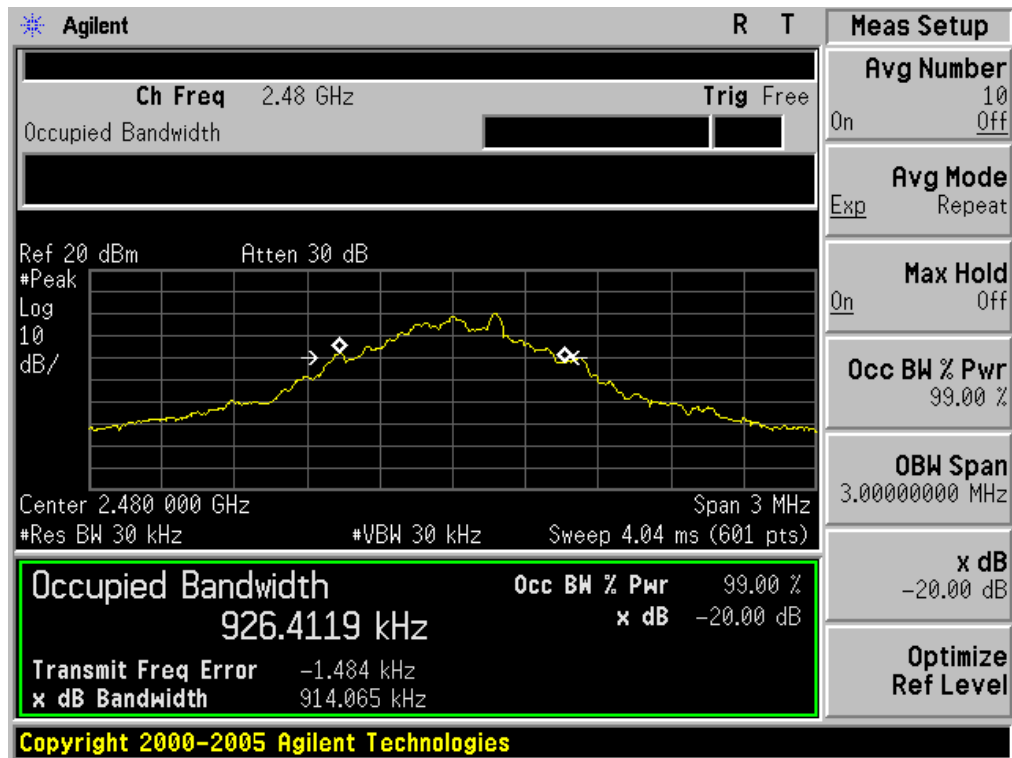 Agilent R T
Ch Freq 2.48 GHz Trig Free
Occupied Bandwidth
Ref 20 dBm Atten 30 dB
#Peak
Log
10
dB/
Center 2.480 000 GHz Span 3 MHz
#Res BW 30 kHz #VBW 30 kHz Sweep 4.04 ms (601 pts)
Occupied Bandwidth Occ BW % Pwr 99.00 %
926.4119 kHz x dB -20.00 dB
Transmit Freq Error -1.484 kHz
x dB Bandwidth 914.065 kHz
Copyright 2000-2005 Agilent Technologies
Meas Setup
Avg Number
10
On Off
Avg Mode
Exp Repeat
Max Hold
On Off
Occ BW % Pwr
99.00 %
OBW Span
3.00000000 MHz
x dB
-20.00 dB
Optimize
Ref Level